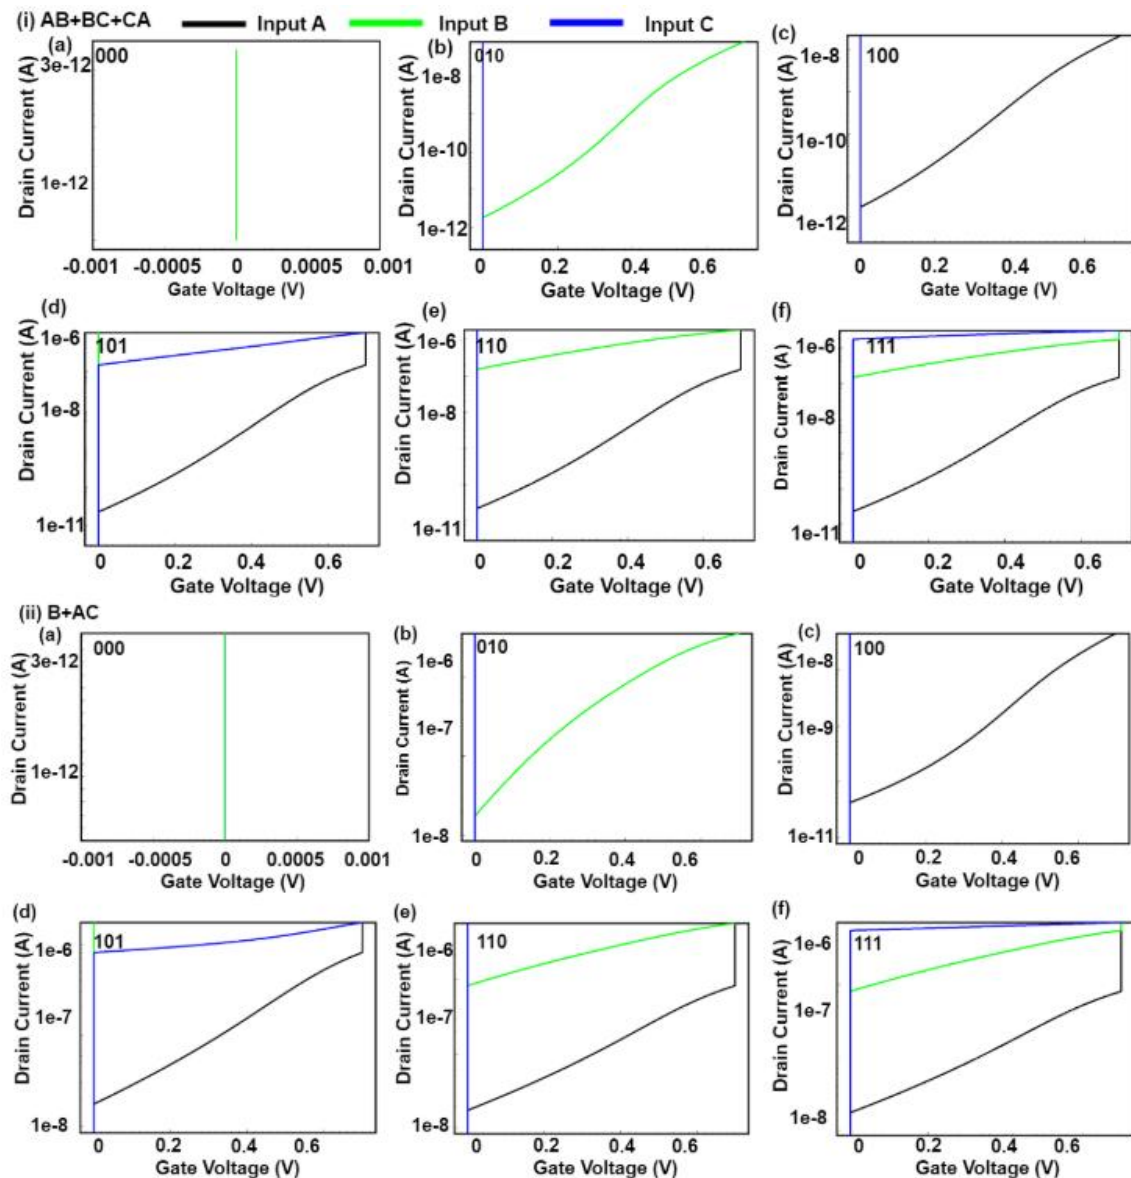 (i) AB+BC+CA Input A Input B Input C
(a) (b) (c)
000 010 100
Drain Current (A) Drain Current (A) Drain Current (A)
3e-12 1e-8 1e-8
1e-12 1e-10 1e-10
1e-12 1e-12
-0.001 -0.0005 0 0.0005 0.001 0 0.2 0.4 0.6 0 0.2 0.4 0.6
Gate Voltage (V) Gate Voltage (V) Gate Voltage (V)
(d) (e) (f)
101 110 111
Drain Current (A) Drain Current (A) Drain Current (A)
1e-6 1e-6 1e-6
1e-8 1e-8 1e-8
1e-11 1e-11 1e-11
0 0.2 0.4 0.6 0 0.2 0.4 0.6 0 0.2 0.4 0.6
Gate Voltage (V) Gate Voltage (V) Gate Voltage (V)
(ii) B+AC
(a) (b) (c)
000 010 100
Drain Current (A) Drain Current (A) Drain Current (A)
3e-12 1e-6 1e-8
1e-12 1e-7 1e-9
1e-8 1e-11
-0.001 -0.0005 0 0.0005 0.001 0 0.2 0.4 0.6 0 0.2 0.4 0.6
Gate Voltage (V) Gate Voltage (V) Gate Voltage (V)
(d) (e) (f)
101 110 111
Drain Current (A) Drain Current (A) Drain Current (A)
1e-6 1e-6 1e-6
1e-7 1e-7 1e-7
1e-8 1e-8 1e-8
0 0.2 0.4 0.6 0 0.2 0.4 0.6 0 0.2 0.4 0.6
Gate Voltage (V) Gate Voltage (V) Gate Voltage (V)